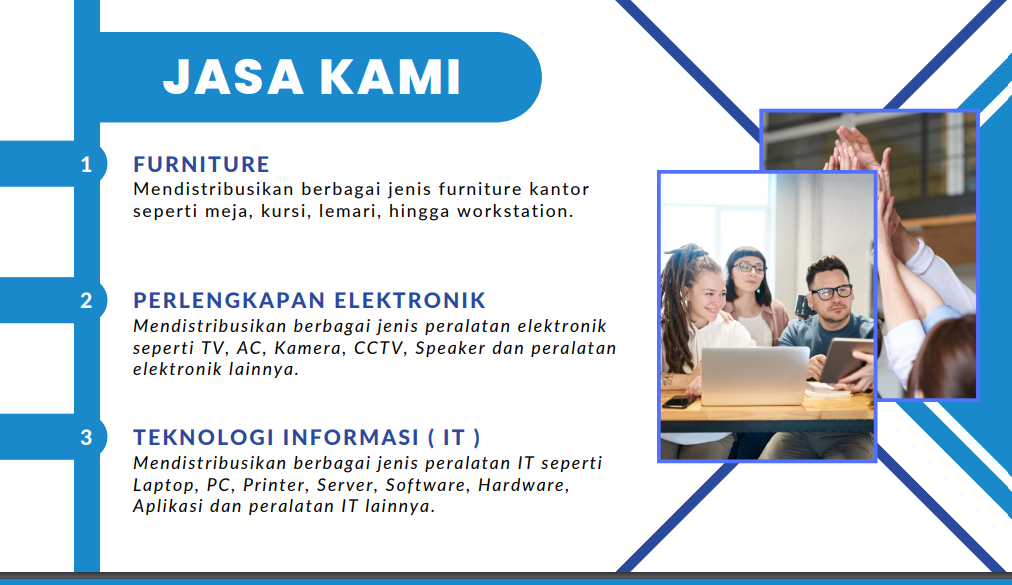 JASA KAMI
1
FURNITURE
Mendistribusikan berbagai jenis furniture kantor
seperti meja, kursi, lemari, hingga workstation.
2
PERLENGKAPAN ELEKTRONIK
Mendistribusikan berbagai jenis peralatan elektronik
seperti TV, AC, Kamera, CCTV, Speaker dan peralatan
elektronik lainnya.
3
TEKNOLOGI INFORMASI ( IT )
Mendistribusikan berbagai jenis peralatan IT seperti
Laptop, PC, Printer, Server, Software, Hardware,
Aplikasi dan peralatan IT lainnya.